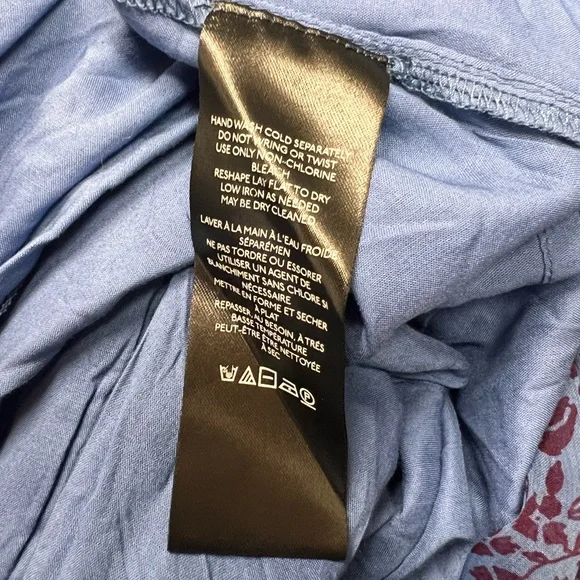 HAND WASH COLD SEPARATELY
DO NOT WRING OR TWIST
USE ONLY NON-CHLORINE
BLEACH
RESHAPE LAY FLAT TO DRY
LOW IRON AS NEEDED
MAY BE DRY CLEANED
LAVER À LA MAIN À L'EAU FROIDE
SÉPARÉMEN
NE PAS TORDRE OU ESSORER
UTILISER UN AGENT DE
BLANCHIMENT SANS CHLORE SI
NÉCESSAIRE
METTRE EN FORME ET SECHER
À PLAT
REPASSER AU BESOIN, À TRÉS
BASSE TEMPÉRATURE
PEUT-ÊTRE ÊTRE NETTOYÉE
À SEC